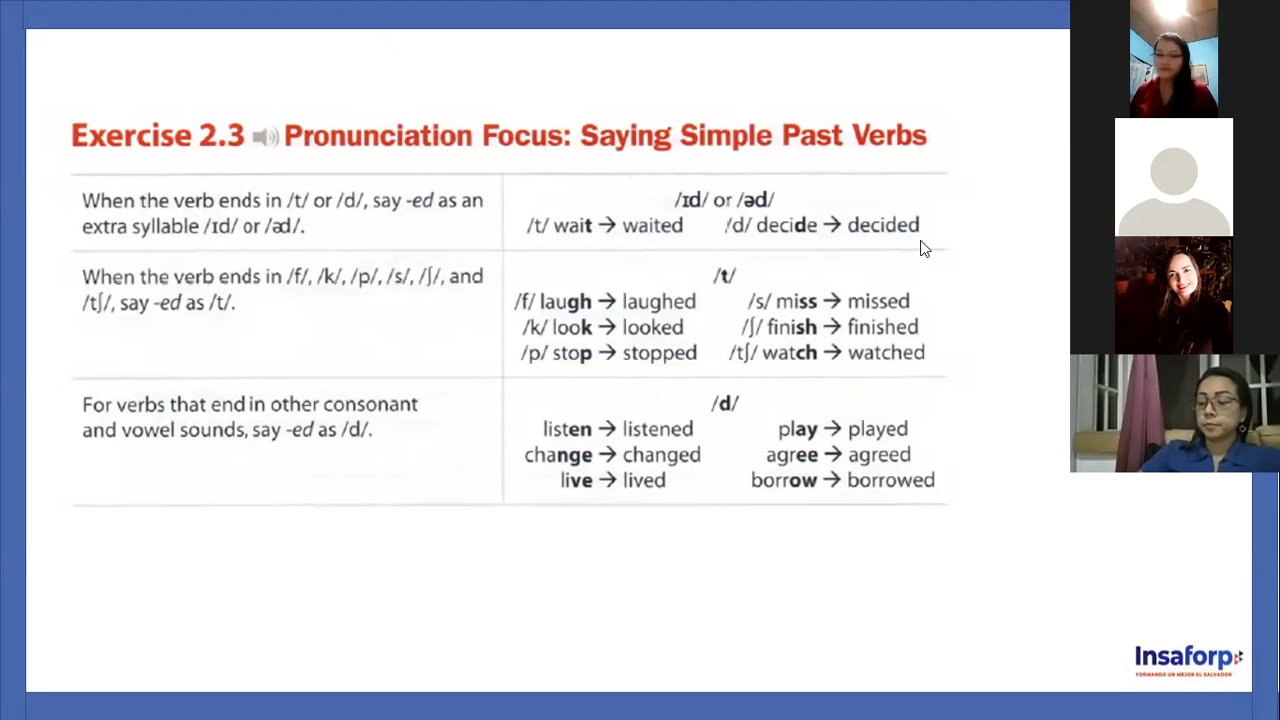 Exercise 2.3 Pronunciation Focus: Saying Simple Past Verbs
When the verb ends in /t/ or /d/, say -ed as an
extra syllable /ɪd/ or /əd/.
/ɪd/ or /əd/
/t/ wait → waited /d/ decide → decided
When the verb ends in /f/, /k/, /p/, /s/, /ʃ/, and
/tʃ/, say -ed as /t/.
/t/
/f/ laugh → laughed /s/ miss → missed
/k/ look → looked /ʃ/ finish → finished
/p/ stop → stopped /tʃ/ watch → watched
For verbs that end in other consonant
and vowel sounds, say -ed as /d/.
/d/
listen → listened play → played
change → changed agree → agreed
live → lived borrow → borrowed
Insaforp
FORMANDO UN MEJOR EL SALVADOR